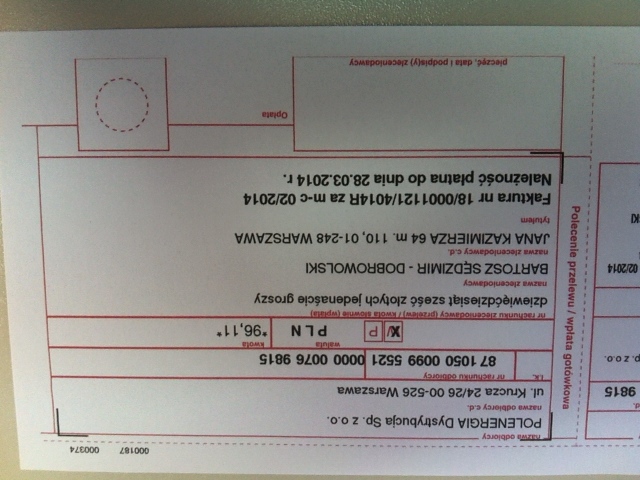 000187 000374
nazwa odbiorcy
POLENERGIA Dystrybucja Sp. z o.o.
nazwa odbiorcy c.d.
ul. Krucza 24/26 00-526 Warszawa
l.k. nr rachunku odbiorcy
87 1050 0099 5521 0000 0076 9815
waluta kwota
X P PLN *96,11*
nr rachunku zleceniodawcy (przelew) / kwota słownie (wpłata)
dziewięćdziesiąt sześć złotych jedenaście groszy
nazwa zleceniodawcy
BARTOSZ SĘDZIMIR - DOBROWOLSKI
nazwa zleceniodawcy c.d.
JANA KAZIMIERZA 64 m. 110, 01-248 WARSZAWA
tytułem
Faktura nr 18/0001121/4014R za m-c 02/2014
Należność płatna do dnia 28.03.2014 r.
Opłata
pieczęć, data i podpis(y) zleceniodawcy
Polecenie przelewu / wpłata gotówkowa
d.
9815
p. z o.o.
02/2014
KI